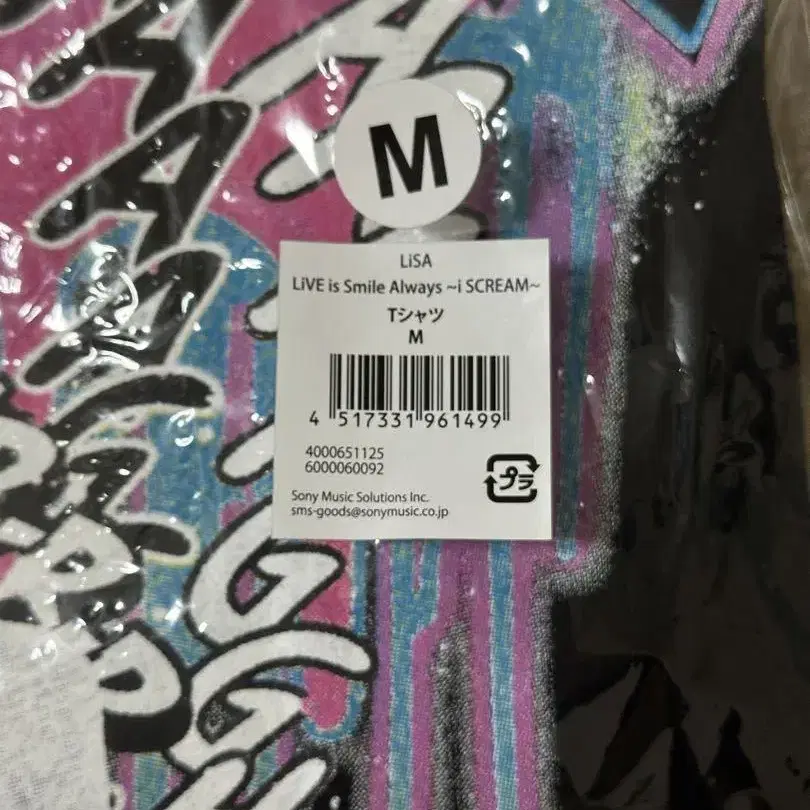 M
LiSA
LiVE is Smile Always ~i SCREAM~
Tシャツ
M
4 517331 961499
4000651125
6000060092
プラ
Sony Music Solutions Inc.
sms-goods@sonymusic.co.jp